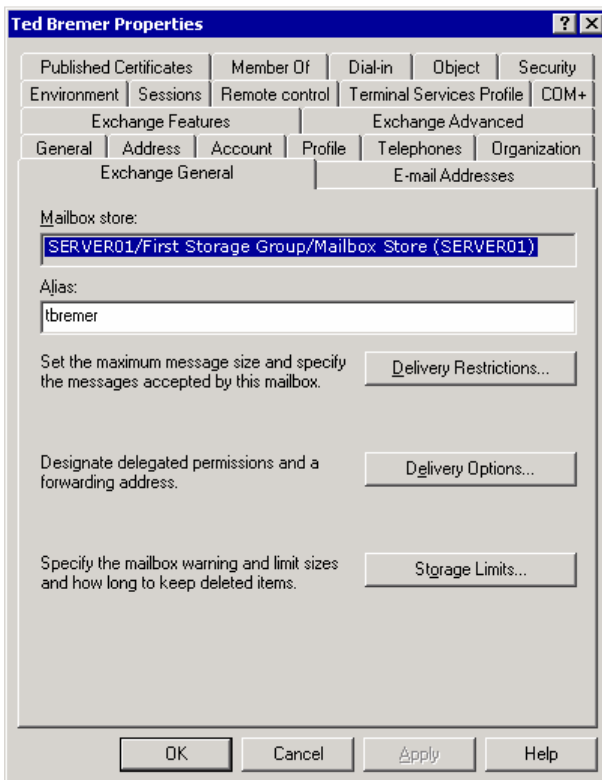 Ted Bremer Properties
Published Certificates Member Of Dial-in Object Security
Environment Sessions Remote control Terminal Services Profile COM+
Exchange Features Exchange Advanced
General Address Account Profile Telephones Organization
Exchange General E-mail Addresses
Mailbox store:
SERVER01/First Storage Group/Mailbox Store (SERVER01)
Alias:
tbremer
Set the maximum message size and specify
the messages accepted by this mailbox.
Delivery Restrictions...
Designate delegated permissions and a
forwarding address.
Delivery Options...
Specify the mailbox warning and limit sizes
and how long to keep deleted items.
Storage Limits...
OK Cancel Apply Help